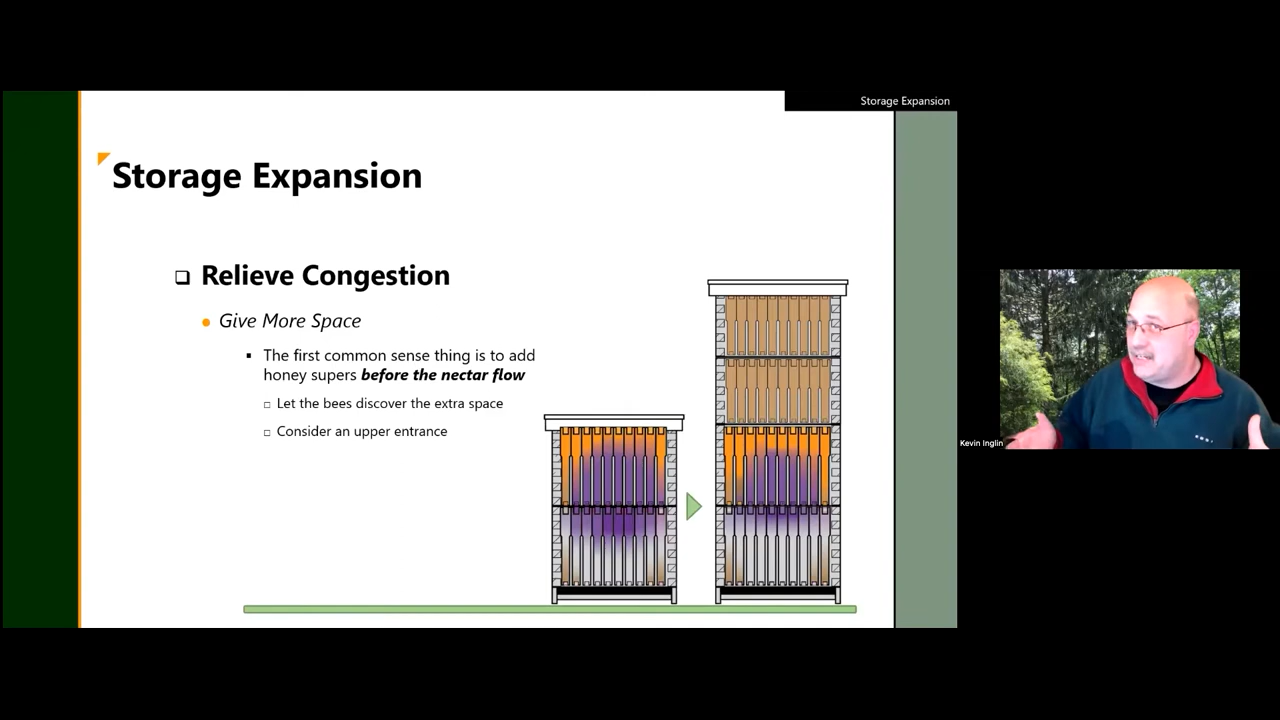 Storage Expansion
Storage Expansion
Relieve Congestion
Give More Space
The first common sense thing is to add
honey supers before the nectar flow
Let the bees discover the extra space
Consider an upper entrance
Kevin Inglin